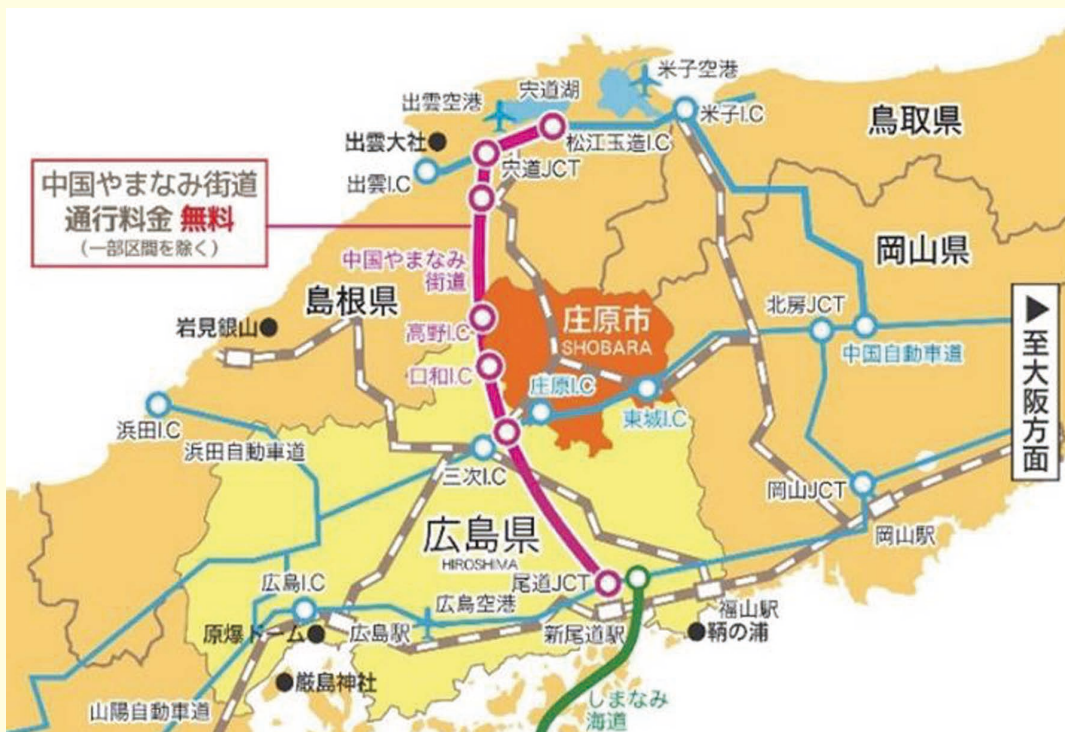 米子空港
宍道湖
出雲空港
米子I.C
鳥取県
出雲大社
松江玉造I.C
宍道JCT
出雲I.C
中国やまなみ街道
通行料金 無料
(一部区間を除く)
岡山県
中国やまなみ
街道
島根県
北房JCT
庄原市
SHOBARA
岩見銀山
高野I.C
中国自動車道
▶至大阪方面
口和I.C
庄原I.C
東城I.C
浜田I.C
浜田自動車道
三次I.C
岡山JCT
岡山駅
広島県
HIROSHIMA
尾道JCT
広島I.C
広島空港
福山駅
原爆ドーム
広島駅
新尾道駅
鞆の浦
厳島神社
しまなみ
海道
山陽自動車道